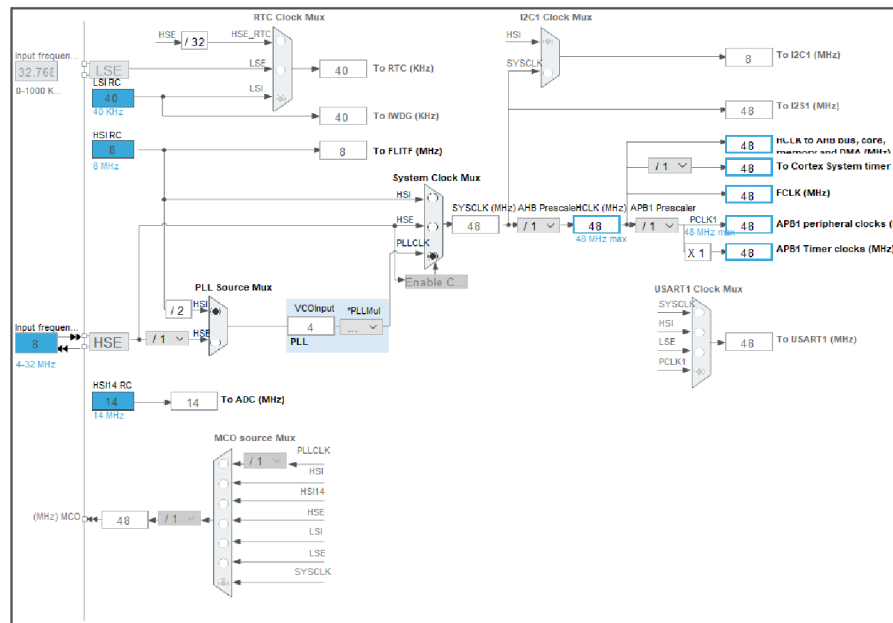 RTC Clock Mux
I2C1 Clock Mux
HSE
/ 32
HSE_RTC
HSI
Input frequen...
32.768
0-1000 K...
LSE
LSE
40
To RTC (KHz)
SYSCLK
8
To I2C1 (MHz)
LSI RC
40
40 KHz
LSI
40
To IWDG (KHz)
48
To I2S1 (MHz)
HSI RC
8
8 MHz
8
To FLITF (MHz)
48
HCLK to AHB bus, core,
memory and DMA (MHz)
/ 1
48
To Cortex System timer
System Clock Mux
HSI
48
FCLK (MHz)
SYSCLK (MHz)
AHB Prescale
HCLK (MHz)
APB1 Prescaler
HSE
48
/ 1
48
48 MHz max
/ 1
PCLK1
48 MHz max
48
APB1 peripheral clocks (
PLLCLK
X 1
48
APB1 Timer clocks (MHz)
Enable C...
PLL Source Mux
USART1 Clock Mux
/ 2
HSI
VCOInput
*PLLMul
4
...
PLL
SYSCLK
HSI
LSE
PCLK1
48
To USART1 (MHz)
Input frequen...
8
4-32 MHz
HSE
/ 1
HSE
HSI14 RC
14
14 MHz
14
To ADC (MHz)
MCO source Mux
PLLCLK
/ 1
HSI
HSI14
HSE
(MHz) MCO
48
/ 1
LSI
LSE
SYSCLK